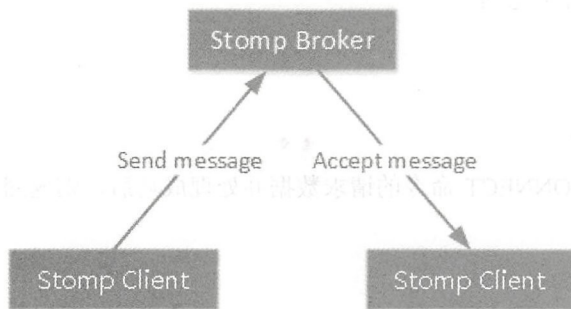 Stomp Broker
Send message
Accept message
Stomp Client
Stomp Client